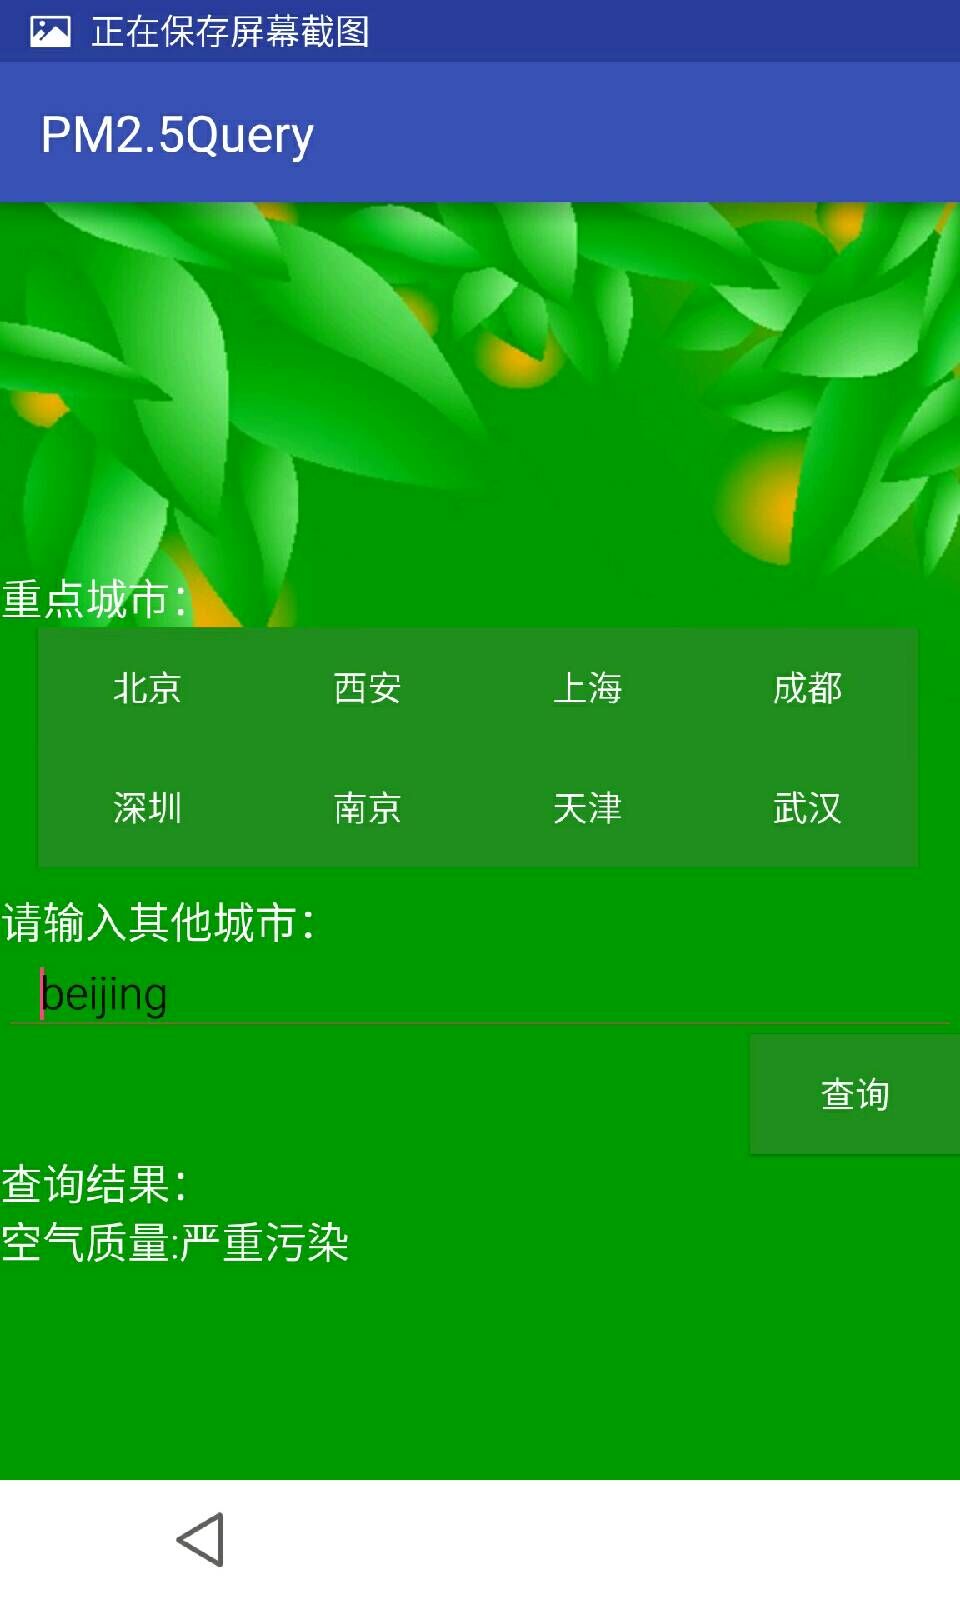 正在保存屏幕截图
PM2.5Query
重点城市：
北京 西安 上海 成都
深圳 南京 天津 武汉
请输入其他城市：
beijing
查询
查询结果：
空气质量:严重污染